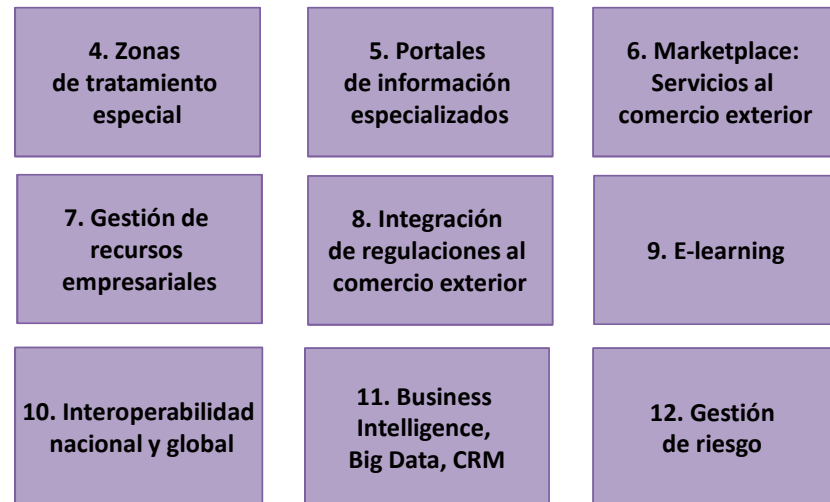 4. Zonas
de tratamiento
especial
5. Portales
de información
especializados
6. Marketplace:
Servicios al
comercio exterior
7. Gestión de
recursos
empresariales
8. Integración
de regulaciones al
comercio exterior
9. E-learning
10. Interoperabilidad
nacional y global
11. Business
Intelligence,
Big Data, CRM
12. Gestión
de riesgo